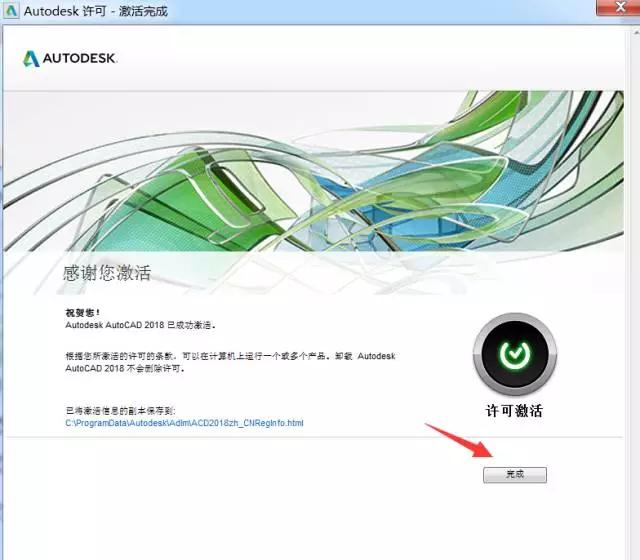 Autodesk 许可 - 激活完成
AUTODESK.
感谢您激活
祝贺您！
Autodesk AutoCAD 2018 已成功激活。
根据您所激活的许可的条款，可以在计算机上运行一个或多个产品。卸载 Autodesk
AutoCAD 2018 不会删除许可。
已将激活信息的副本保存到:
C:\ProgramData\Autodesk\Adlm\ACD2018zh_CNRegInfo.html
许可激活
完成